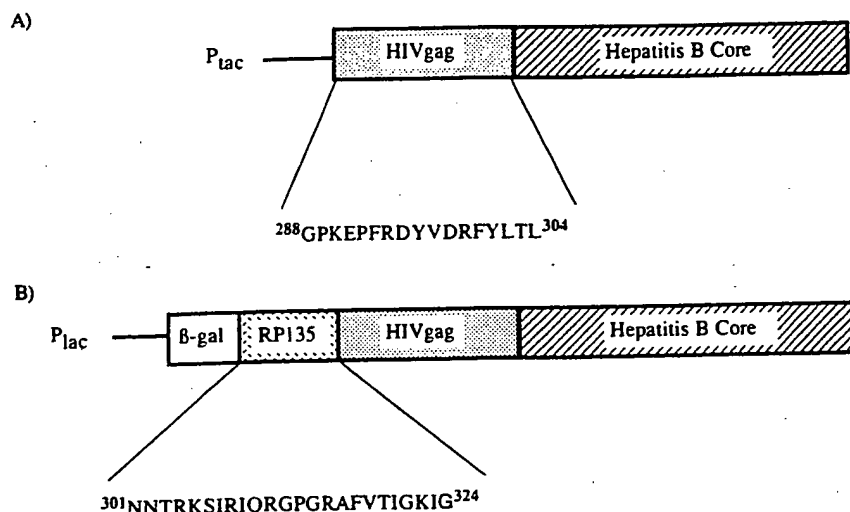 A)
P_tac HIVgag Hepatitis B Core
²⁸⁸GPKEPFRDYVDRFYLTL³⁰⁴
B)
P_lac ß-gal RP135 HIVgag Hepatitis B Core
³⁰¹NNTRKSIRIQRGPGRAFVTIGKIG³²⁴